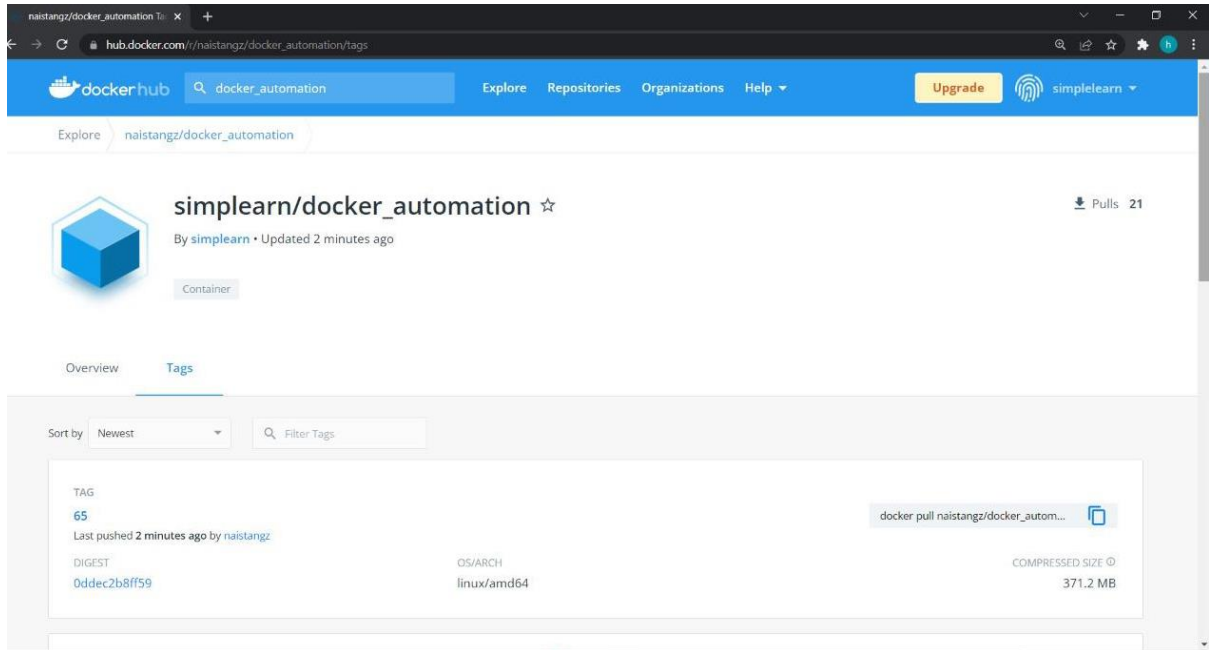 naistangz/docker_automation Ta
hub.docker.com/r/naistangz/docker_automation/tags
h
dockerhub docker_automation Explore Repositories Organizations Help Upgrade simplelearn
Explore naistangz/docker_automation
simplearn/docker_automation
Pulls 21
By simplearn • Updated 2 minutes ago
Container
Overview Tags
Sort by Newest Filter Tags
TAG
65
docker pull naistangz/docker_autom...
Last pushed 2 minutes ago by naistangz
DIGEST OS/ARCH COMPRESSED SIZE
0ddec2b8ff59 linux/amd64 371.2 MB